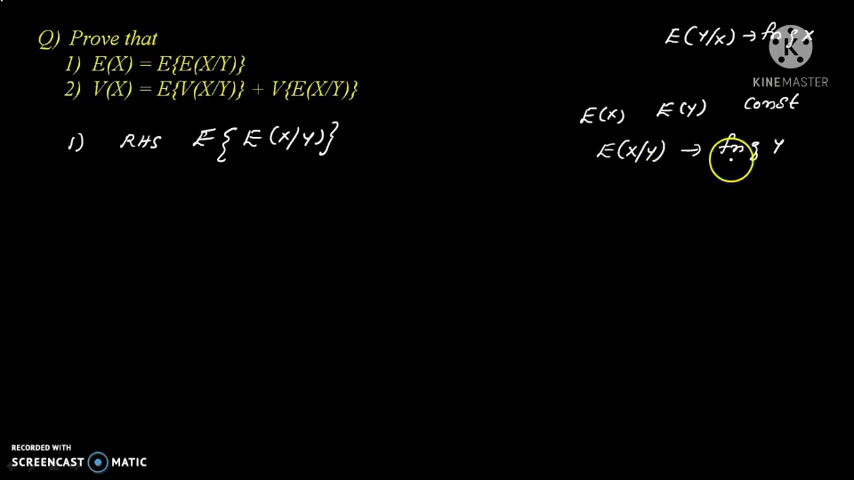 Q) Prove that
1) E(X) = E{E(X/Y)}
2) V(X) = E{V(X/Y)} + V{E(X/Y)}
1) RHS E{E(X/Y)}
E(Y/X) → fn of X
KINEMASTER
E(X) E(Y) const
E(X/Y) → fn of Y
RECORDED WITH
SCREENCAST MATIC